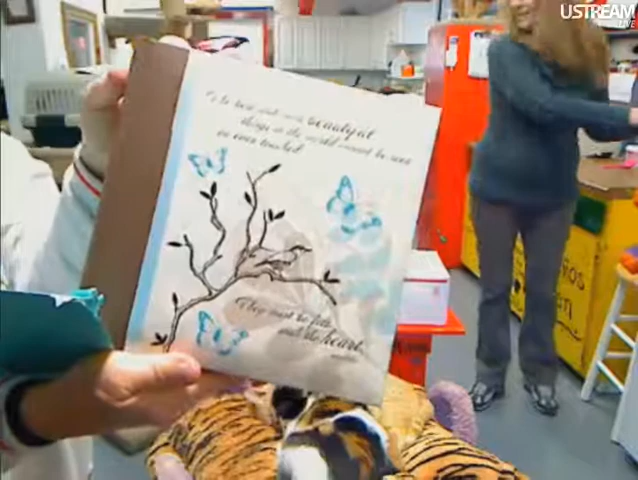 USTREAM
LIVE
The best and most beautiful
things in the world cannot be seen
or even touched.
They must be felt
with the heart.